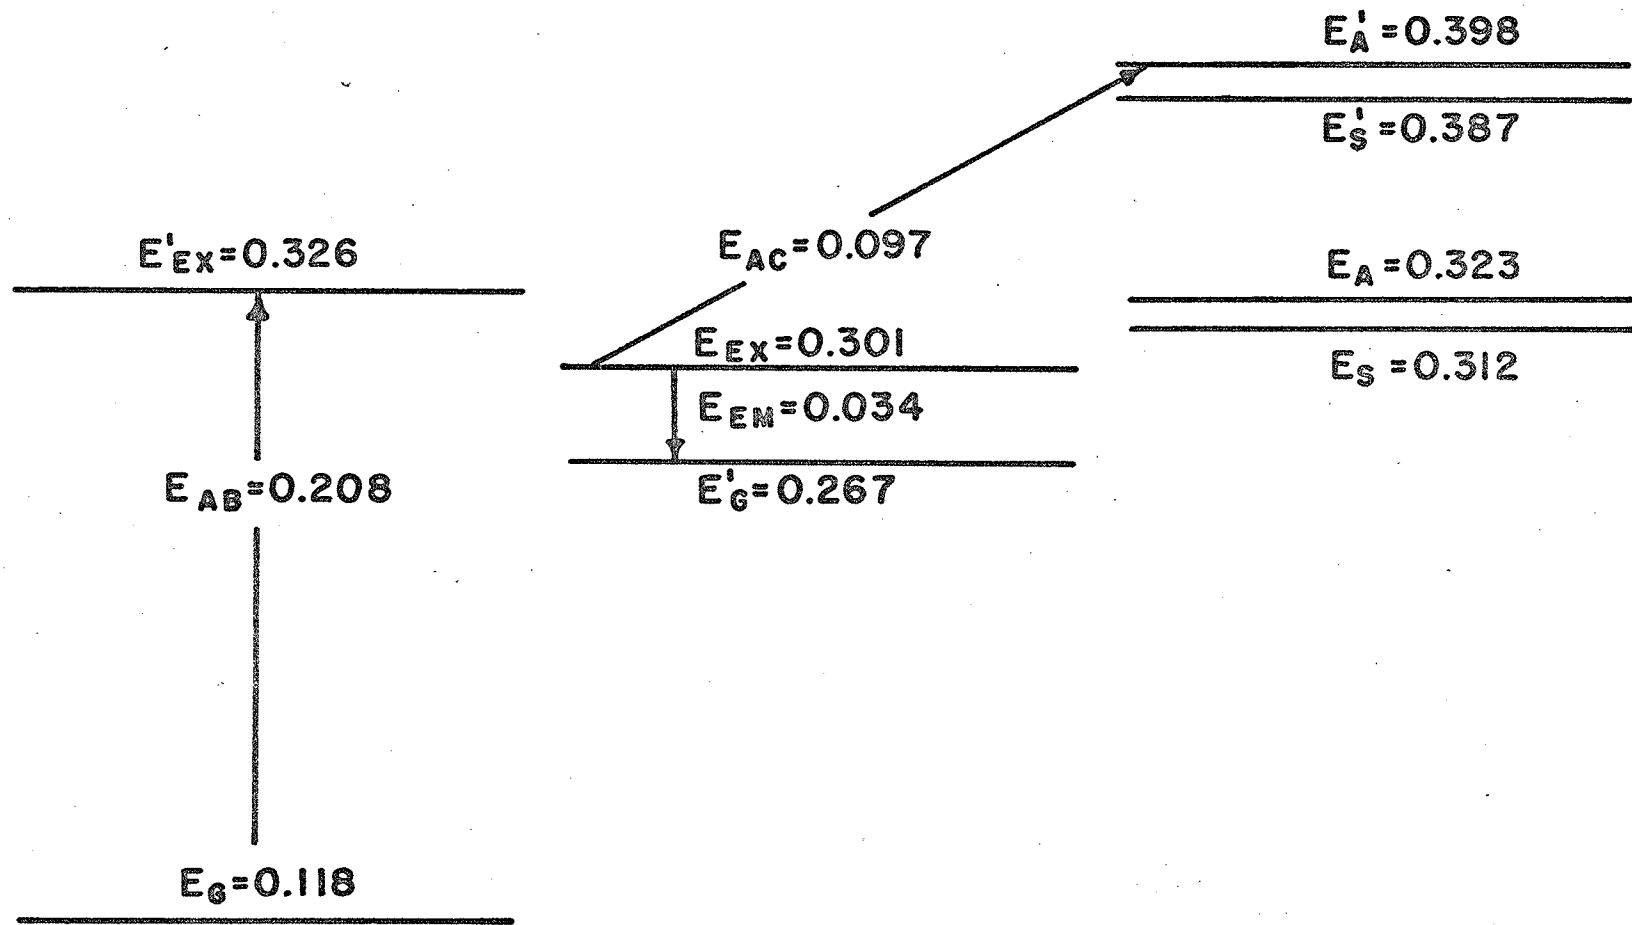 E'A=0.398
E'S=0.387
E'EX=0.326
EAC=0.097
EA=0.323
EEX=0.301
ES=0.312
EEM=0.034
EAB=0.208
E'G=0.267
EG=0.118